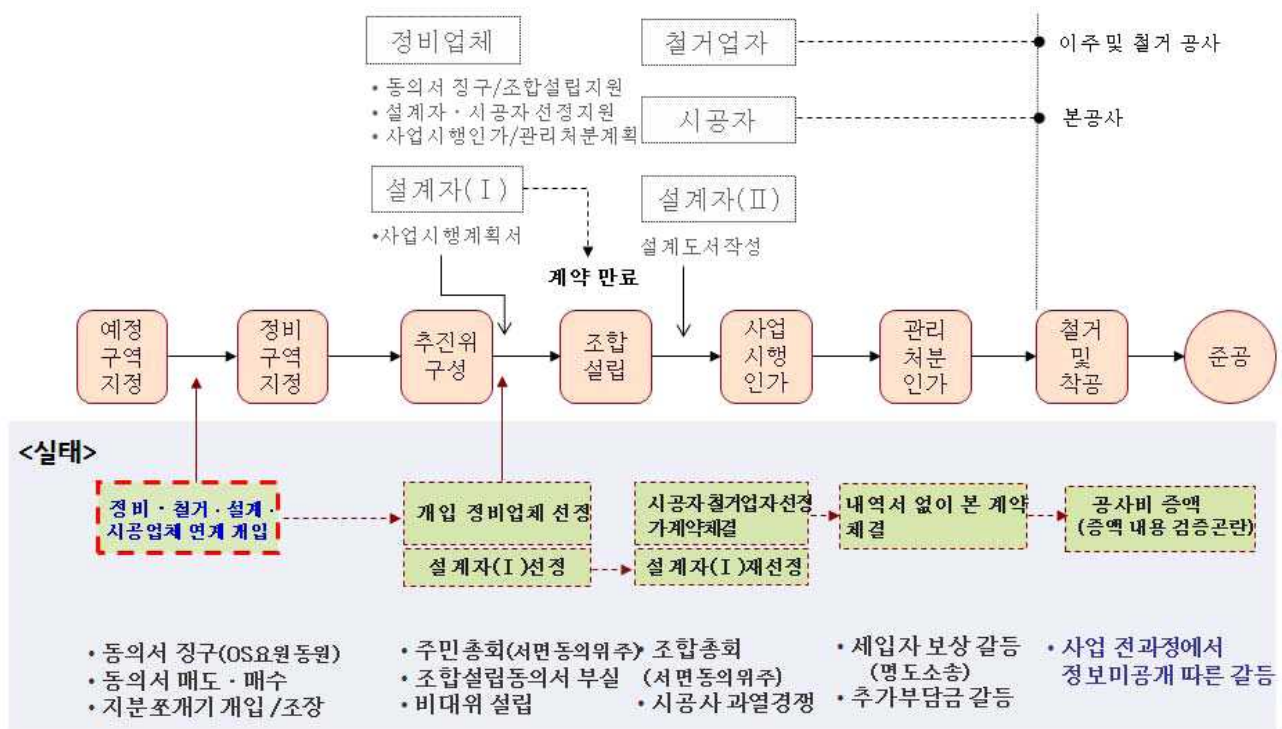 정비업체
• 동의서 징구/조합설립지원
• 설계자 · 시공자 선정지원
• 사업시행인가/관리처분계획
철거업자
이주 및 철거 공사
시공자
본공사
설계자(Ⅰ)
•사업시행계획서
계약 만료
설계자(Ⅱ)
설계도서작성
예정
구역
지정
정비
구역
지정
추진위
구성
조합
설립
사업
시행
인가
관리
처분
인가
철거
및
착공
준공
<실태>
정비 · 철거 · 설계 ·
시공업체 연계 개입
개입 정비업체 선정
설계자(Ⅰ)선정
시공자·철거업자 선정
가계약체결
설계자(Ⅰ)재선정
내역서 없이 본 계약
체결
공사비 증액
(증액 내용 검증곤란)
• 동의서 징구(OS요원동원)
• 동의서 매도 · 매수
• 지분쪼개기 개입/조장
• 주민총회(서면동의위주)
• 조합설립동의서 부실
• 비대위 설립
• 조합총회
(서면동의위주)
• 시공사 과열경쟁
• 세입자 보상 갈등
(명도소송)
• 추가부담금 갈등
• 사업 전과정에서
정보미공개 따른 갈등